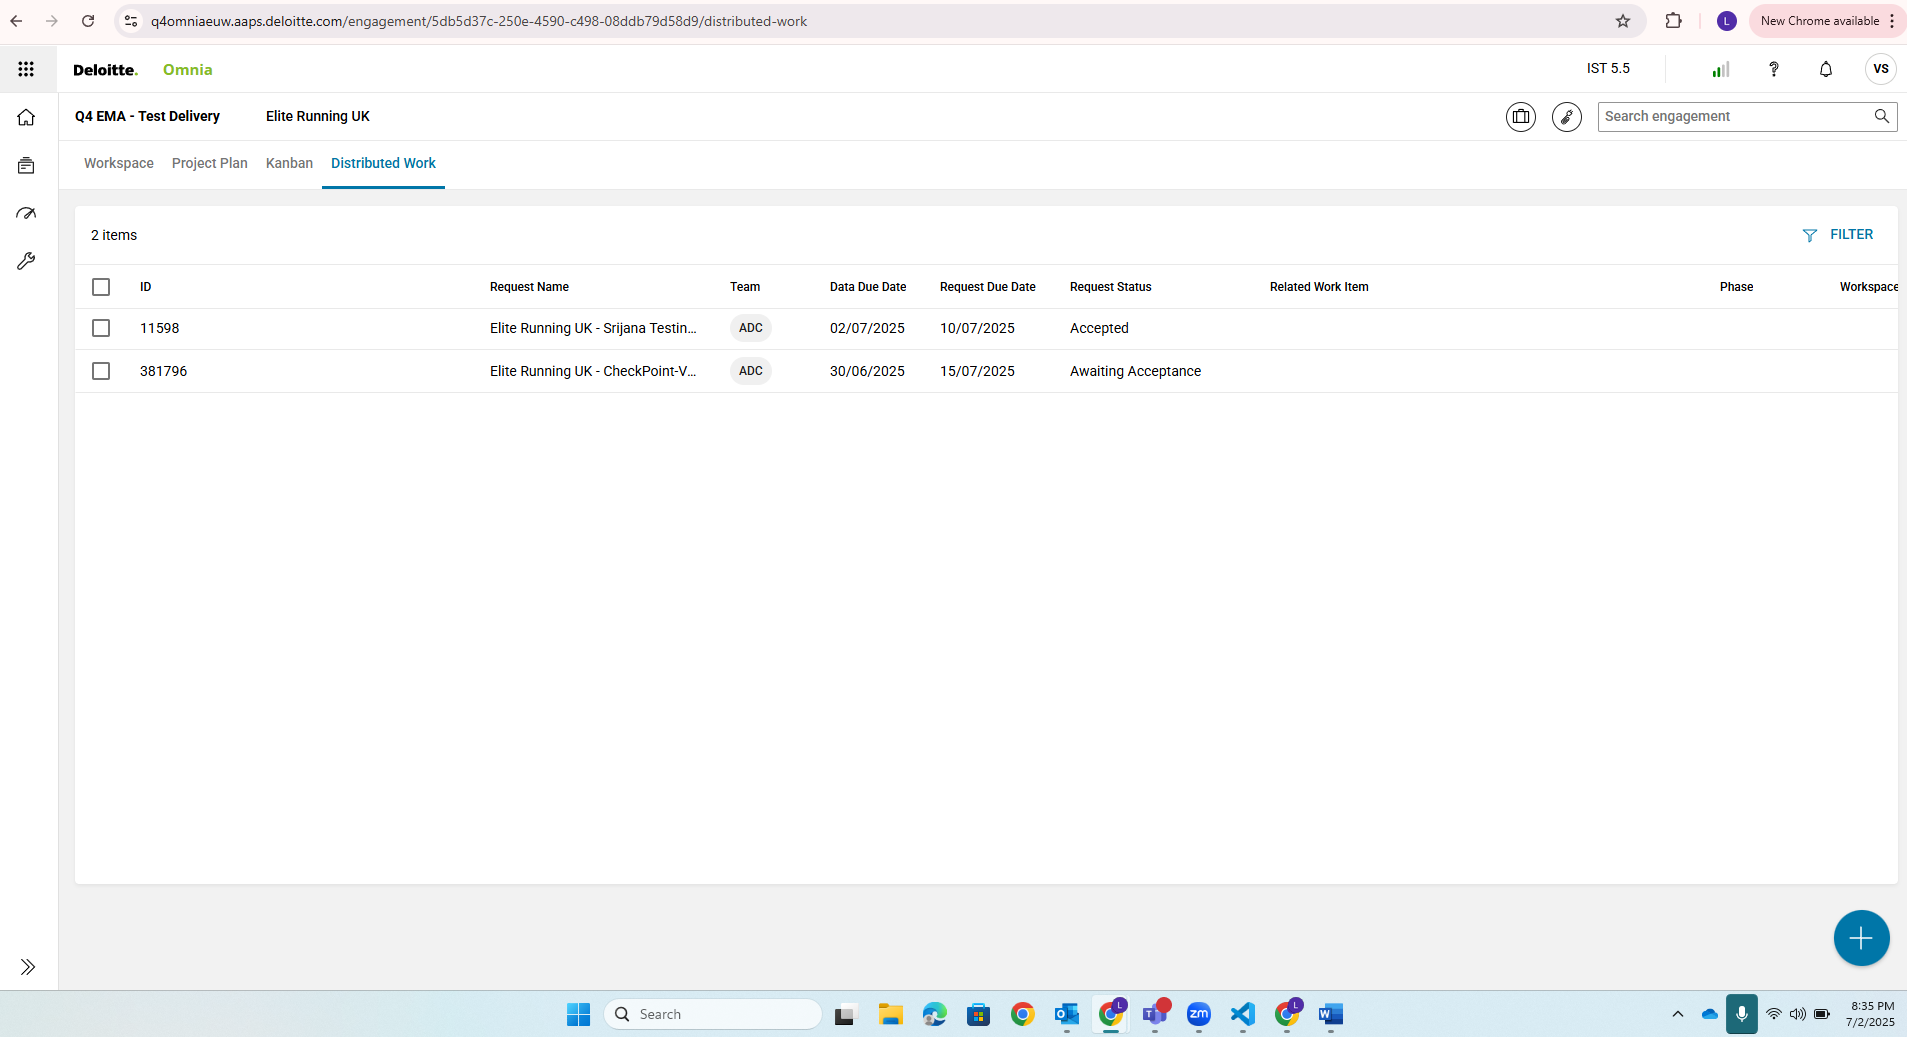 q4omniaeuw.aaps.deloitte.com/engagement/5db5d37c-250e-4590-c498-08ddb79d58d9/distributed-work
L
New Chrome available
Deloitte.
Omnia
IST 5.5
VS
Q4 EMA - Test Delivery
Elite Running UK
Search engagement
Workspace
Project Plan
Kanban
Distributed Work
2 items
FILTER
ID Request Name Team Data Due Date Request Due Date Request Status Related Work Item Phase Workspace
11598 Elite Running UK - Srijana Testin... ADC 02/07/2025 10/07/2025 Accepted
381796 Elite Running UK - CheckPoint-V... ADC 30/06/2025 15/07/2025 Awaiting Acceptance
Search
L
zm
L
8:35 PM
7/2/2025